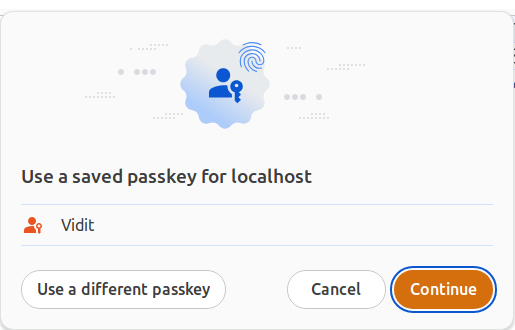 Use a saved passkey for localhost
Vidit
Use a different passkey
Cancel
Continue